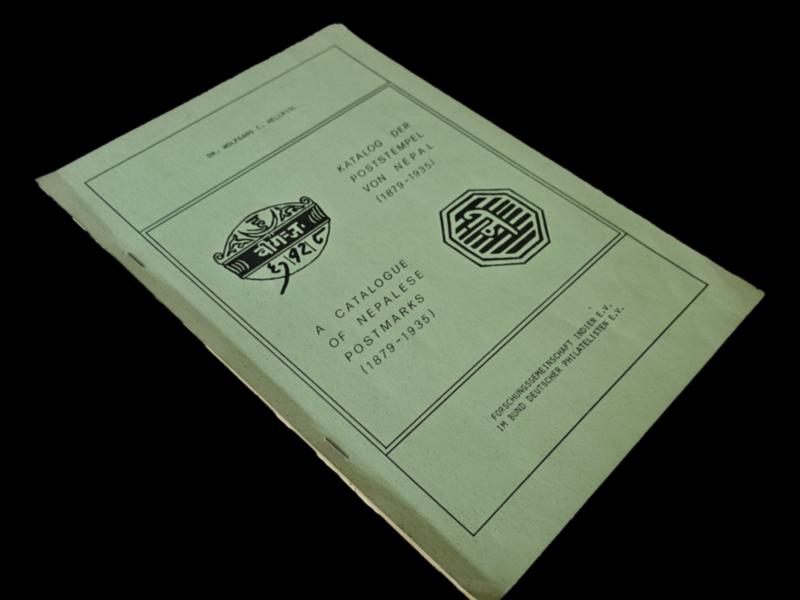 DR. WOLFGANG C. HELLRIGL
KATALOG DER
POSTSTEMPEL
VON NEPAL
(1879-1935)
A CATALOGUE
OF NEPALESE
POSTMARKS
(1879-1935)
FORSCHUNGSGEMEINSCHAFT INDIEN E.V.
IM BUND DEUTSCHER PHILATELISTEN E.V.